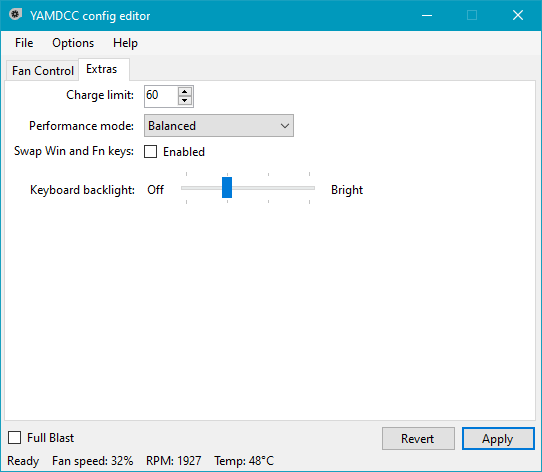 YAMDCC config editor
File Options Help
Fan Control Extras
Charge limit: 60
Performance mode: Balanced
Swap Win and Fn keys: Enabled
Keyboard backlight: Off Bright
Full Blast Revert Apply
Ready Fan speed: 32% RPM: 1927 Temp: 48°C